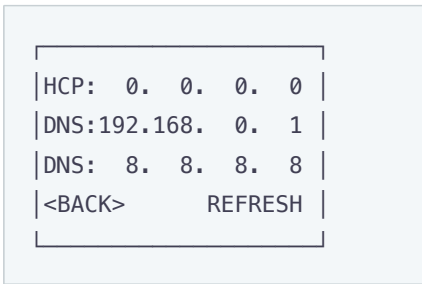 HCP:  0.  0.  0.  0
DNS:192.168.  0.  1
DNS:  8.  8.  8.  8
<BACK>     REFRESH